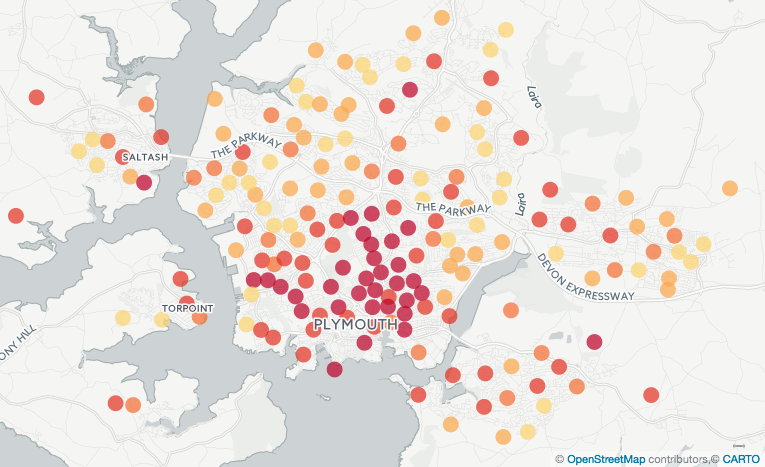 Laira
THE PARKWAY
SALTASH
THE PARKWAY
Laira
DEVON EXPRESSWAY
TORPOINT
PLYMOUTH
ONY HILL
© OpenStreetMap contributors,© CARTO